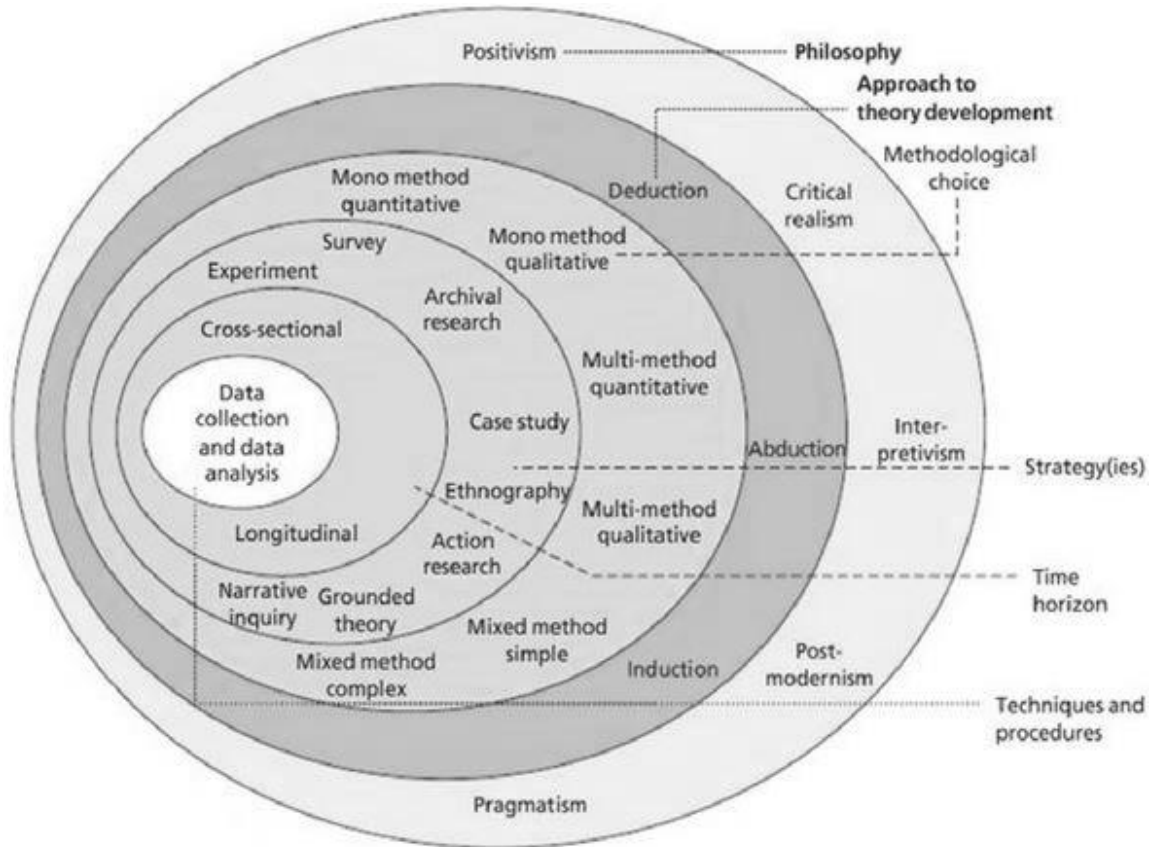 Positivism
Philosophy
Approach to
theory development
Methodological
choice
Deduction
Critical
realism
Mono method
quantitative
Mono method
qualitative
Survey
Experiment
Archival
research
Cross-sectional
Multi-method
quantitative
Data
collection
and data
analysis
Case study
Abduction
Inter-
pretivism
Strategy(ies)
Ethnography
Multi-method
qualitative
Longitudinal
Action
research
Time
horizon
Narrative
inquiry
Grounded
theory
Mixed method
simple
Mixed method
complex
Induction
Post-
modernism
Techniques and
procedures
Pragmatism